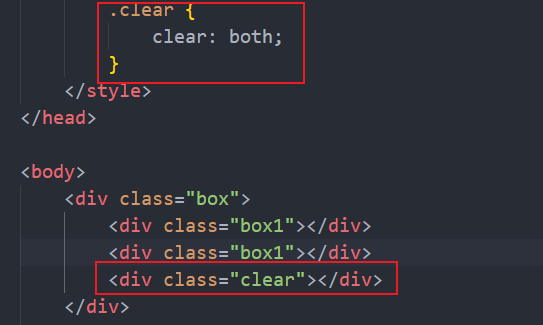 .clear {
clear: both;
}
</style>
</head>
<body>
<div class="box">
<div class="box1"></div>
<div class="box1"></div>
<div class="clear"></div>
</div>